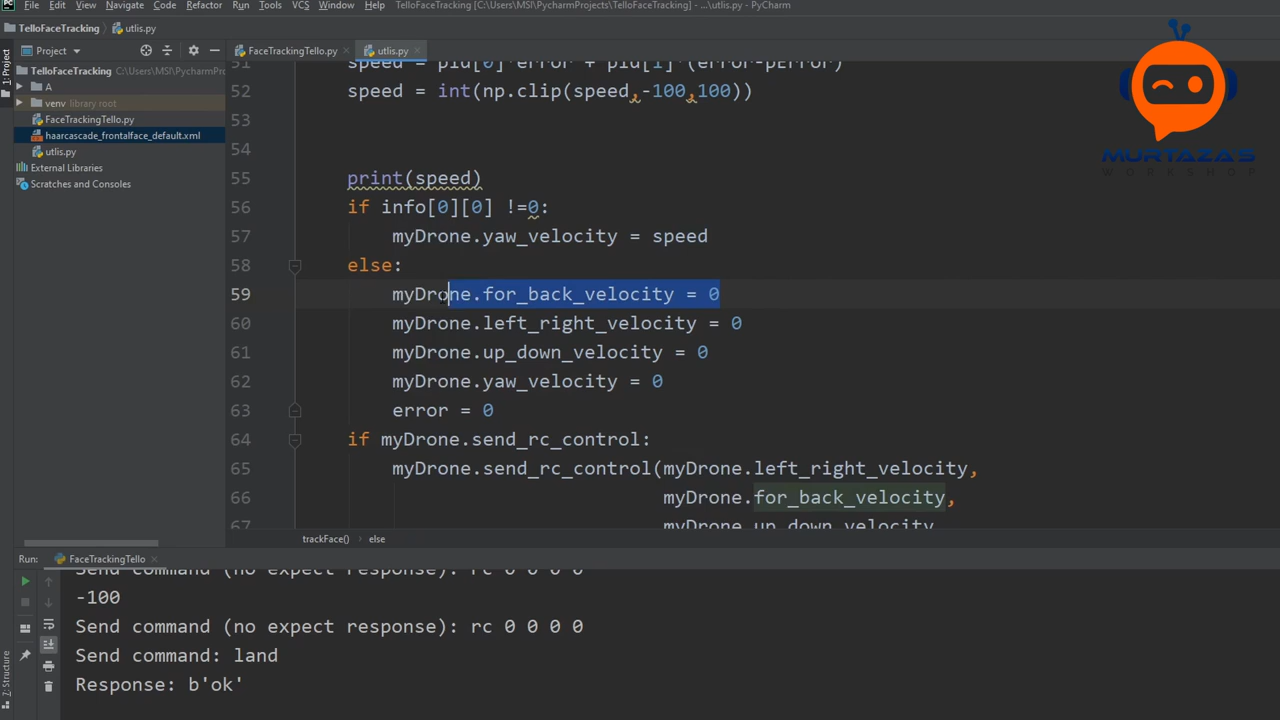 File Edit View Navigate Code Refactor Run Tools VCS Window Help TelloFaceTracking [C:\Users\MSI\PycharmProjects\TelloFaceTracking] - ...\utlis.py - PyCharm
TelloFaceTracking utlis.py
Project FaceTrackingTello.py utlis.py
1: Project
TelloFaceTracking C:\Users\MSI\PycharmProjects\TelloFaceTracking
A
venv library root
FaceTrackingTello.py
haarcascade_frontalface_default.xml
utlis.py
External Libraries
Scratches and Consoles
51 speed = pid[0]*error + pid[1]*(error-pError)
52 speed = int(np.clip(speed,-100,100))
53
54
55 print(speed)
56 if info[0][0] !=0:
57 myDrone.yaw_velocity = speed
58 else:
59 myDrone.for_back_velocity = 0
60 myDrone.left_right_velocity = 0
61 myDrone.up_down_velocity = 0
62 myDrone.yaw_velocity = 0
63 error = 0
64 if myDrone.send_rc_control:
65 myDrone.send_rc_control(myDrone.left_right_velocity,
66 myDrone.for_back_velocity,
67 myDrone.up_down_velocity
trackFace() else
MURTAZA'S
WORKSHOP
Run: FaceTrackingTello
Send command (no expect response): rc 0 0 0 0
-100
Send command (no expect response): rc 0 0 0 0
Send command: land
Response: b'ok'
Z: Structure